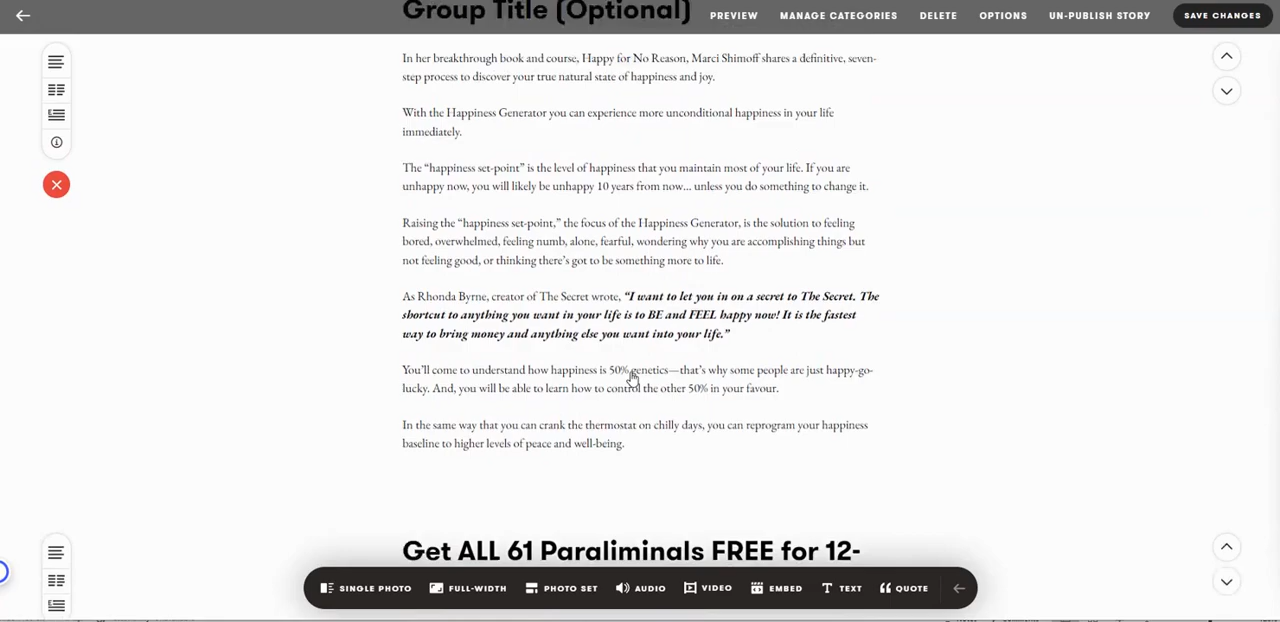 Group Title (Optional)
PREVIEW MANAGE CATEGORIES DELETE OPTIONS UN-PUBLISH STORY SAVE CHANGES
In her breakthrough book and course, Happy for No Reason, Marci Shimoff shares a definitive, seven-
step process to discover your true natural state of happiness and joy.
With the Happiness Generator you can experience more unconditional happiness in your life
immediately.
The “happiness set-point” is the level of happiness that you maintain most of your life. If you are
unhappy now, you will likely be unhappy 10 years from now… unless you do something to change it.
Raising the “happiness set-point,” the focus of the Happiness Generator, is the solution to feeling
bored, overwhelmed, feeling numb, alone, fearful, wondering why you are accomplishing things but
not feeling good, or thinking there’s got to be something more to life.
As Rhonda Byrne, creator of The Secret wrote, “I want to let you in on a secret to The Secret. The
shortcut to anything you want in your life is to BE and FEEL happy now! It is the fastest
way to bring money and anything else you want into your life.”
You’ll come to understand how happiness is 50% genetics—that’s why some people are just happy-go-
lucky. And, you will be able to learn how to control the other 50% in your favour.
In the same way that you can crank the thermostat on chilly days, you can reprogram your happiness
baseline to higher levels of peace and well-being.
Get ALL 61 Paraliminals FREE for 12-
SINGLE PHOTO FULL-WIDTH PHOTO SET AUDIO VIDEO EMBED TEXT QUOTE